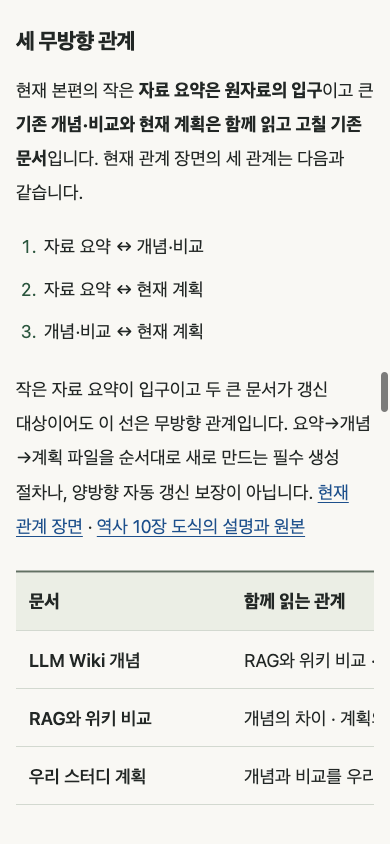 세 무방향 관계
현재 본편의 작은 자료 요약은 원자료의 입구이고 큰
기존 개념·비교와 현재 계획은 함께 읽고 고칠 기존
문서입니다. 현재 관계 장면의 세 관계는 다음과
같습니다.
1. 자료 요약 ↔ 개념·비교
2. 자료 요약 ↔ 현재 계획
3. 개념·비교 ↔ 현재 계획
작은 자료 요약이 입구이고 두 큰 문서가 갱신
대상이어도 이 선은 무방향 관계입니다. 요약→개념
→계획 파일을 순서대로 새로 만드는 필수 생성
절차나, 양방향 자동 갱신 보장이 아닙니다. 현재
관계 장면 · 역사 10장 도식의 설명과 원본
문서 함께 읽는 관계
LLM Wiki 개념 RAG와 위키 비교 ·
RAG와 위키 비교 개념의 차이 ·
우리 스터디 계획 개념과 비교를